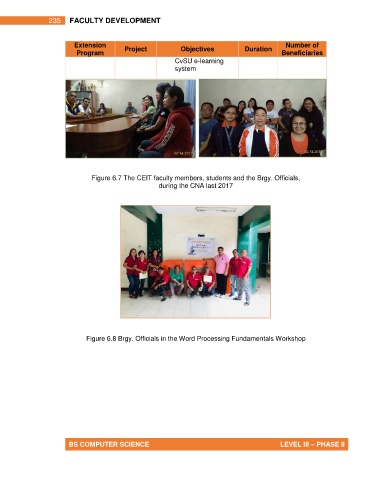 235 FACULTY DEVELOPMENT
Extension Program Project Objectives Duration Number of Beneficiaries
CvSU e-learning
system
Figure 6.7 The CEIT faculty members, students and the Brgy. Officials,
during the CNA last 2017
Figure 6.8 Brgy. Officials in the Word Processing Fundamentals Workshop
BS COMPUTER SCIENCE LEVEL III – PHASE II